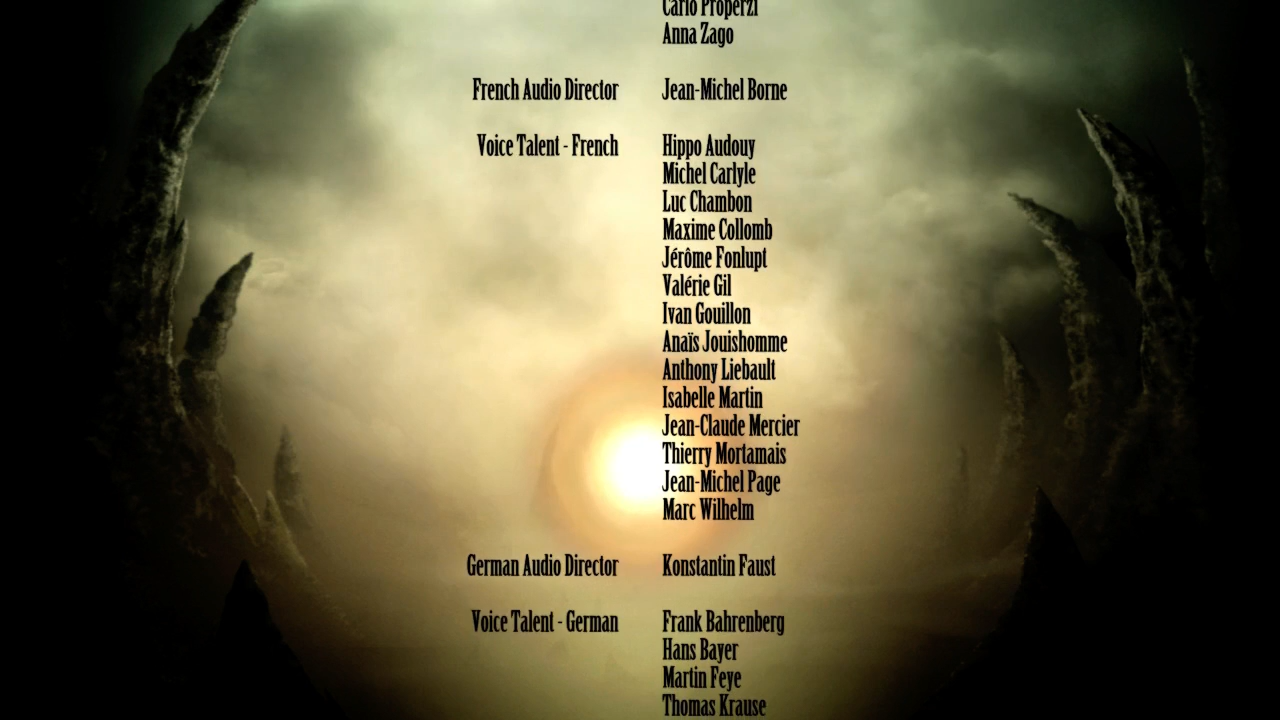 Carlo Properzi
Anna Zago
French Audio Director Jean-Michel Borne
Voice Talent - French Hippo Audouy
Michel Carlyle
Luc Chambon
Maxime Collomb
Jérôme Fonlupt
Valérie Gil
Ivan Gouillon
Anaïs Jouishomme
Anthony Liebault
Isabelle Martin
Jean-Claude Mercier
Thierry Mortamais
Jean-Michel Page
Marc Wilhelm
German Audio Director Konstantin Faust
Voice Talent - German Frank Bahrenberg
Hans Bayer
Martin Feye
Thomas Krause